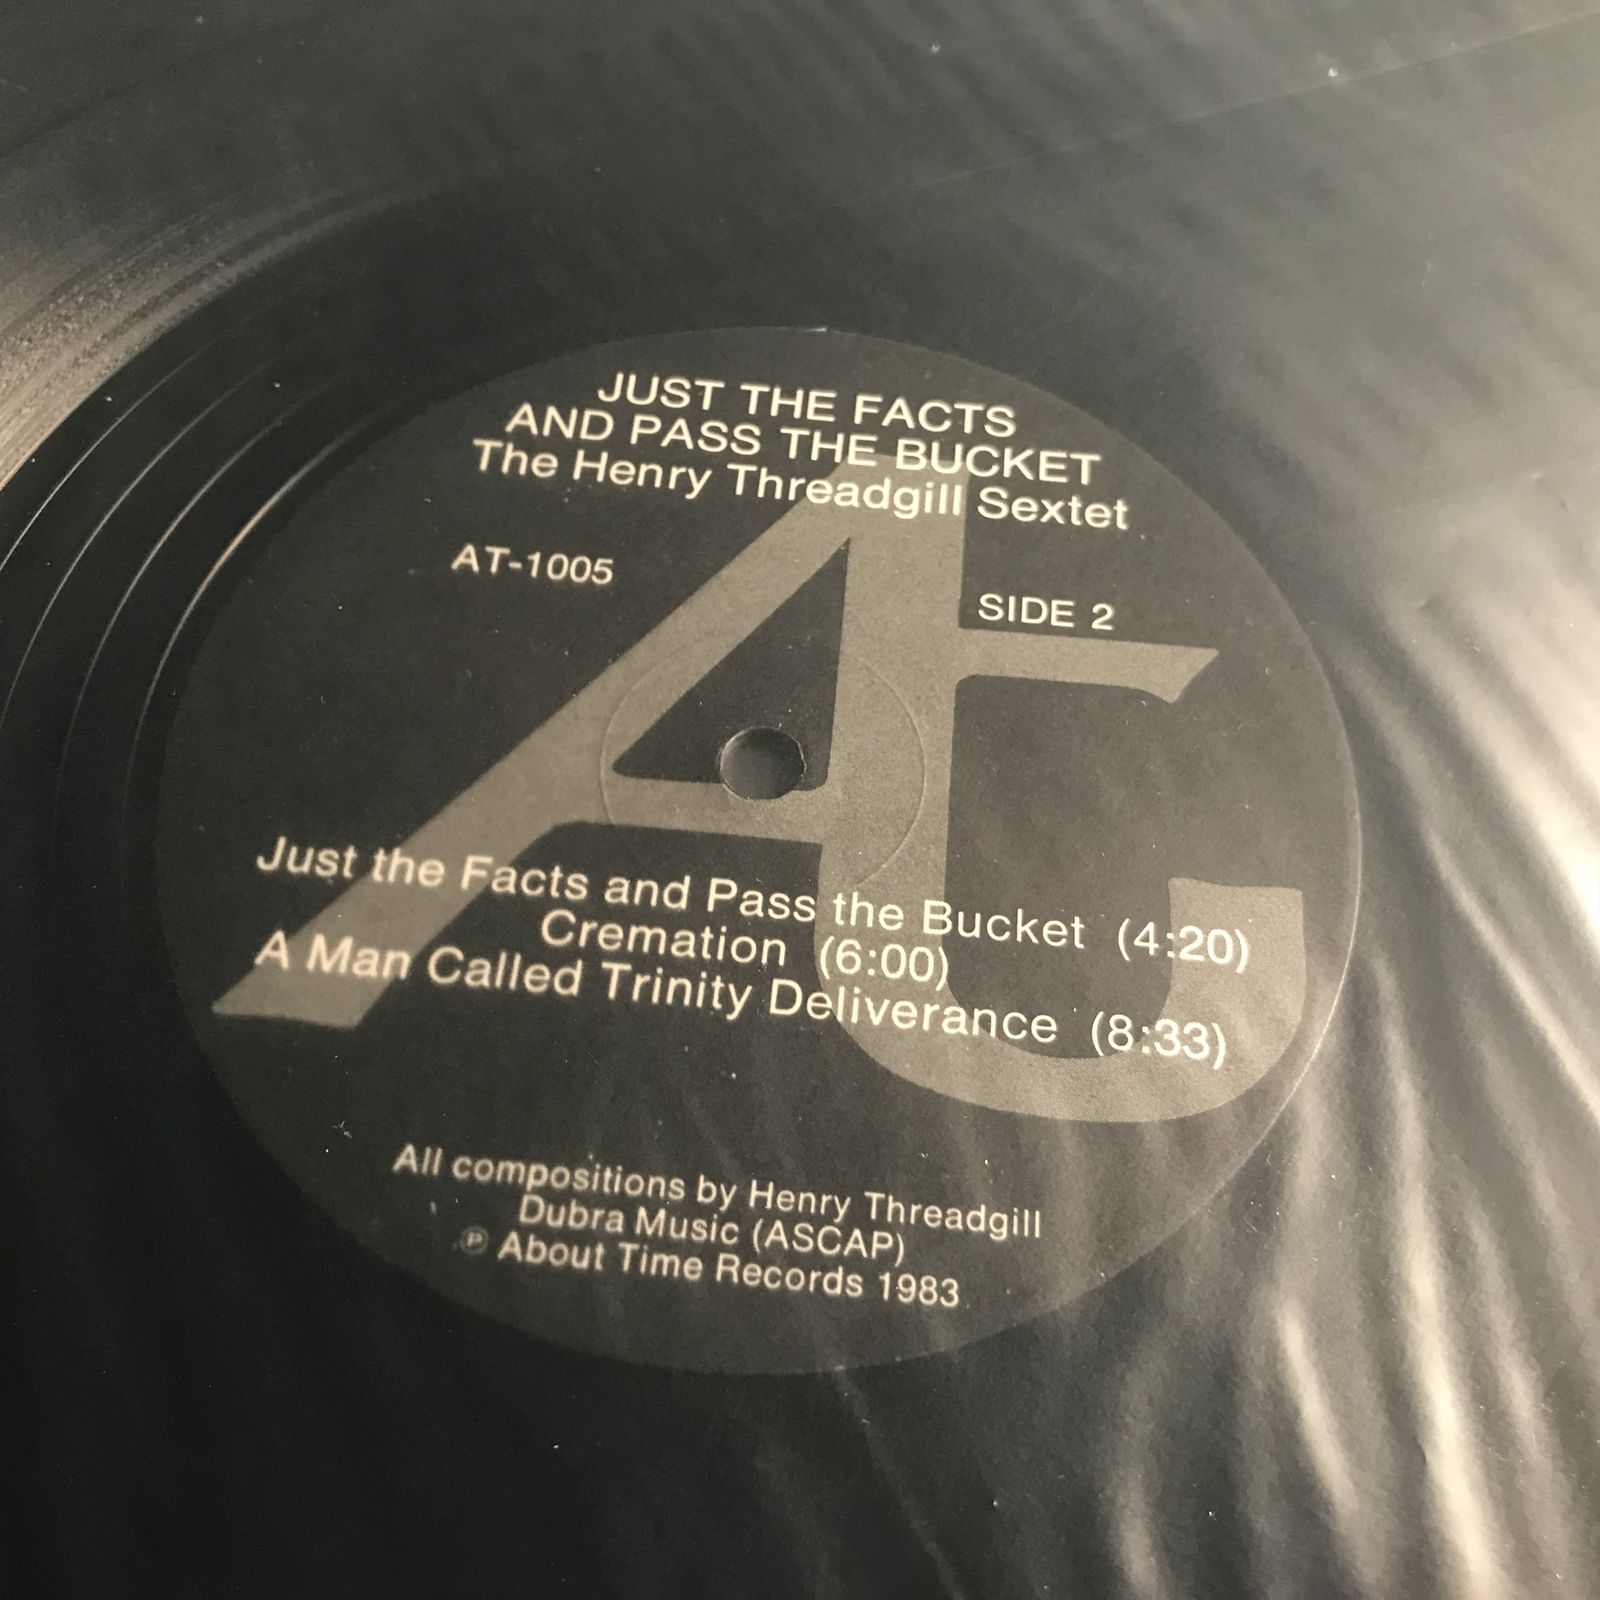 JUST THE FACTS
AND PASS THE BUCKET
The Henry Threadgill Sextet
AT-1005
SIDE 2
At
Just the Facts and Pass the Bucket (4:20)
Cremation (6:00)
A Man Called Trinity Deliverance (8:33)
All compositions by Henry Threadgill
Dubra Music (ASCAP)
℗ About Time Records 1983